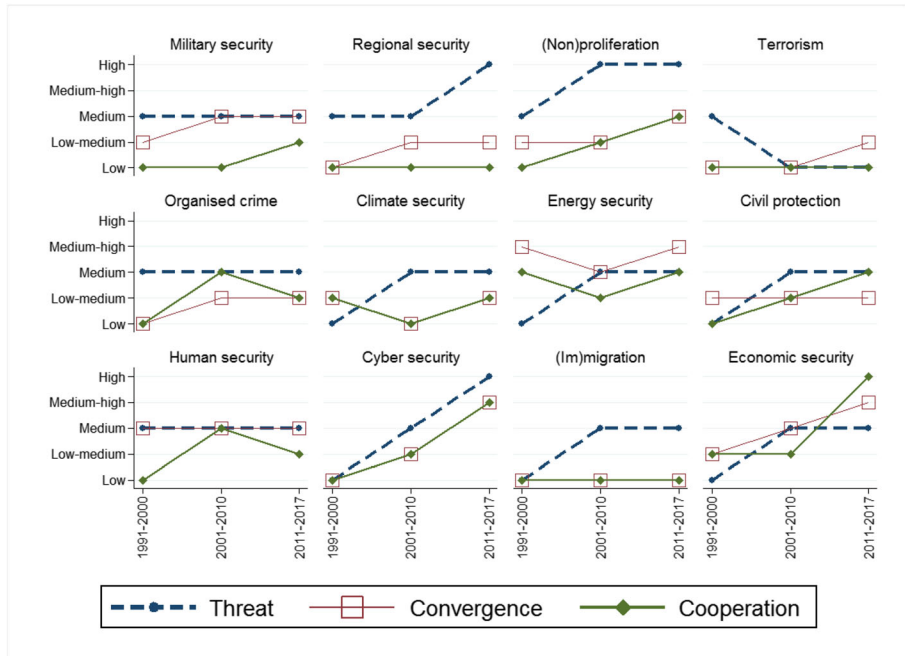 Military security
Regional security
(Non)proliferation
Terrorism
High
Medium-high
Medium
Low-medium
Low
Organised crime
Climate security
Energy security
Civil protection
High
Medium-high
Medium
Low-medium
Low
Human security
Cyber security
(Im)migration
Economic security
High
Medium-high
Medium
Low-medium
Low
1991-2000
2001-2010
2011-2017
1991-2000
2001-2010
2011-2017
1991-2000
2001-2010
2011-2017
1991-2000
2001-2010
2011-2017
Threat
Convergence
Cooperation